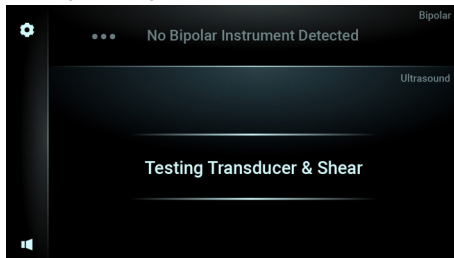 Bipolar
No Bipolar Instrument Detected
Ultrasound
Testing Transducer & Shear